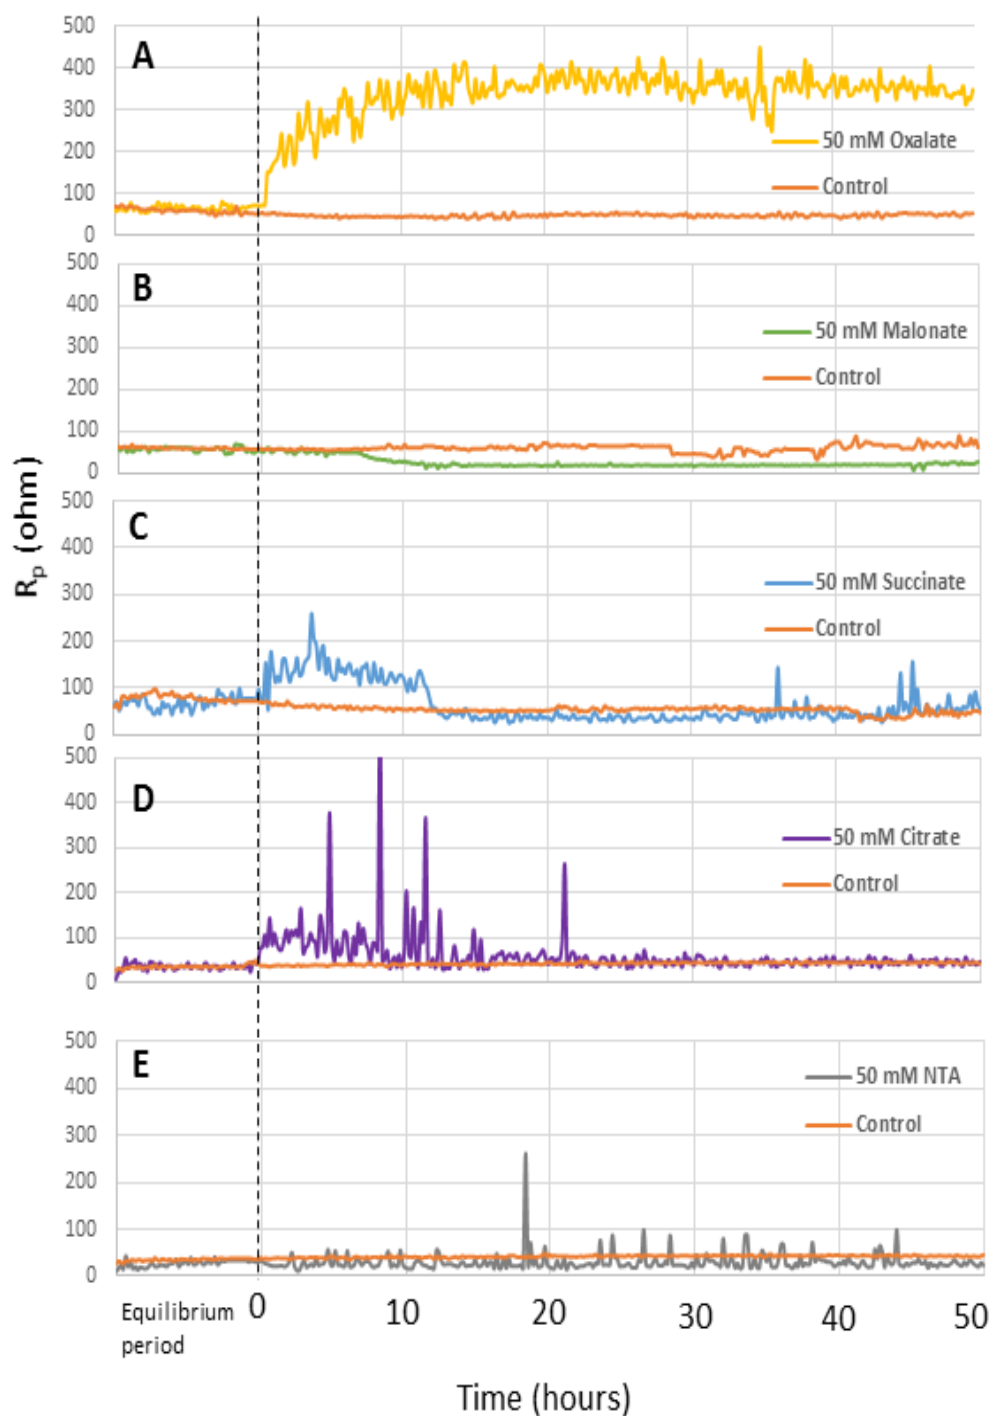 500
A
400
300
200
50 mM Oxalate
100
Control
0
500
B
400
300
50 mM Malonate
200
Control
100
0
R_p (ohm)
500
C
400
300
50 mM Succinate
200
Control
100
0
500
D
400
300
50 mM Citrate
200
Control
100
0
500
E
400
50 mM NTA
300
Control
200
100
0
Equilibrium period
0 10 20 30 40 50
Time (hours)